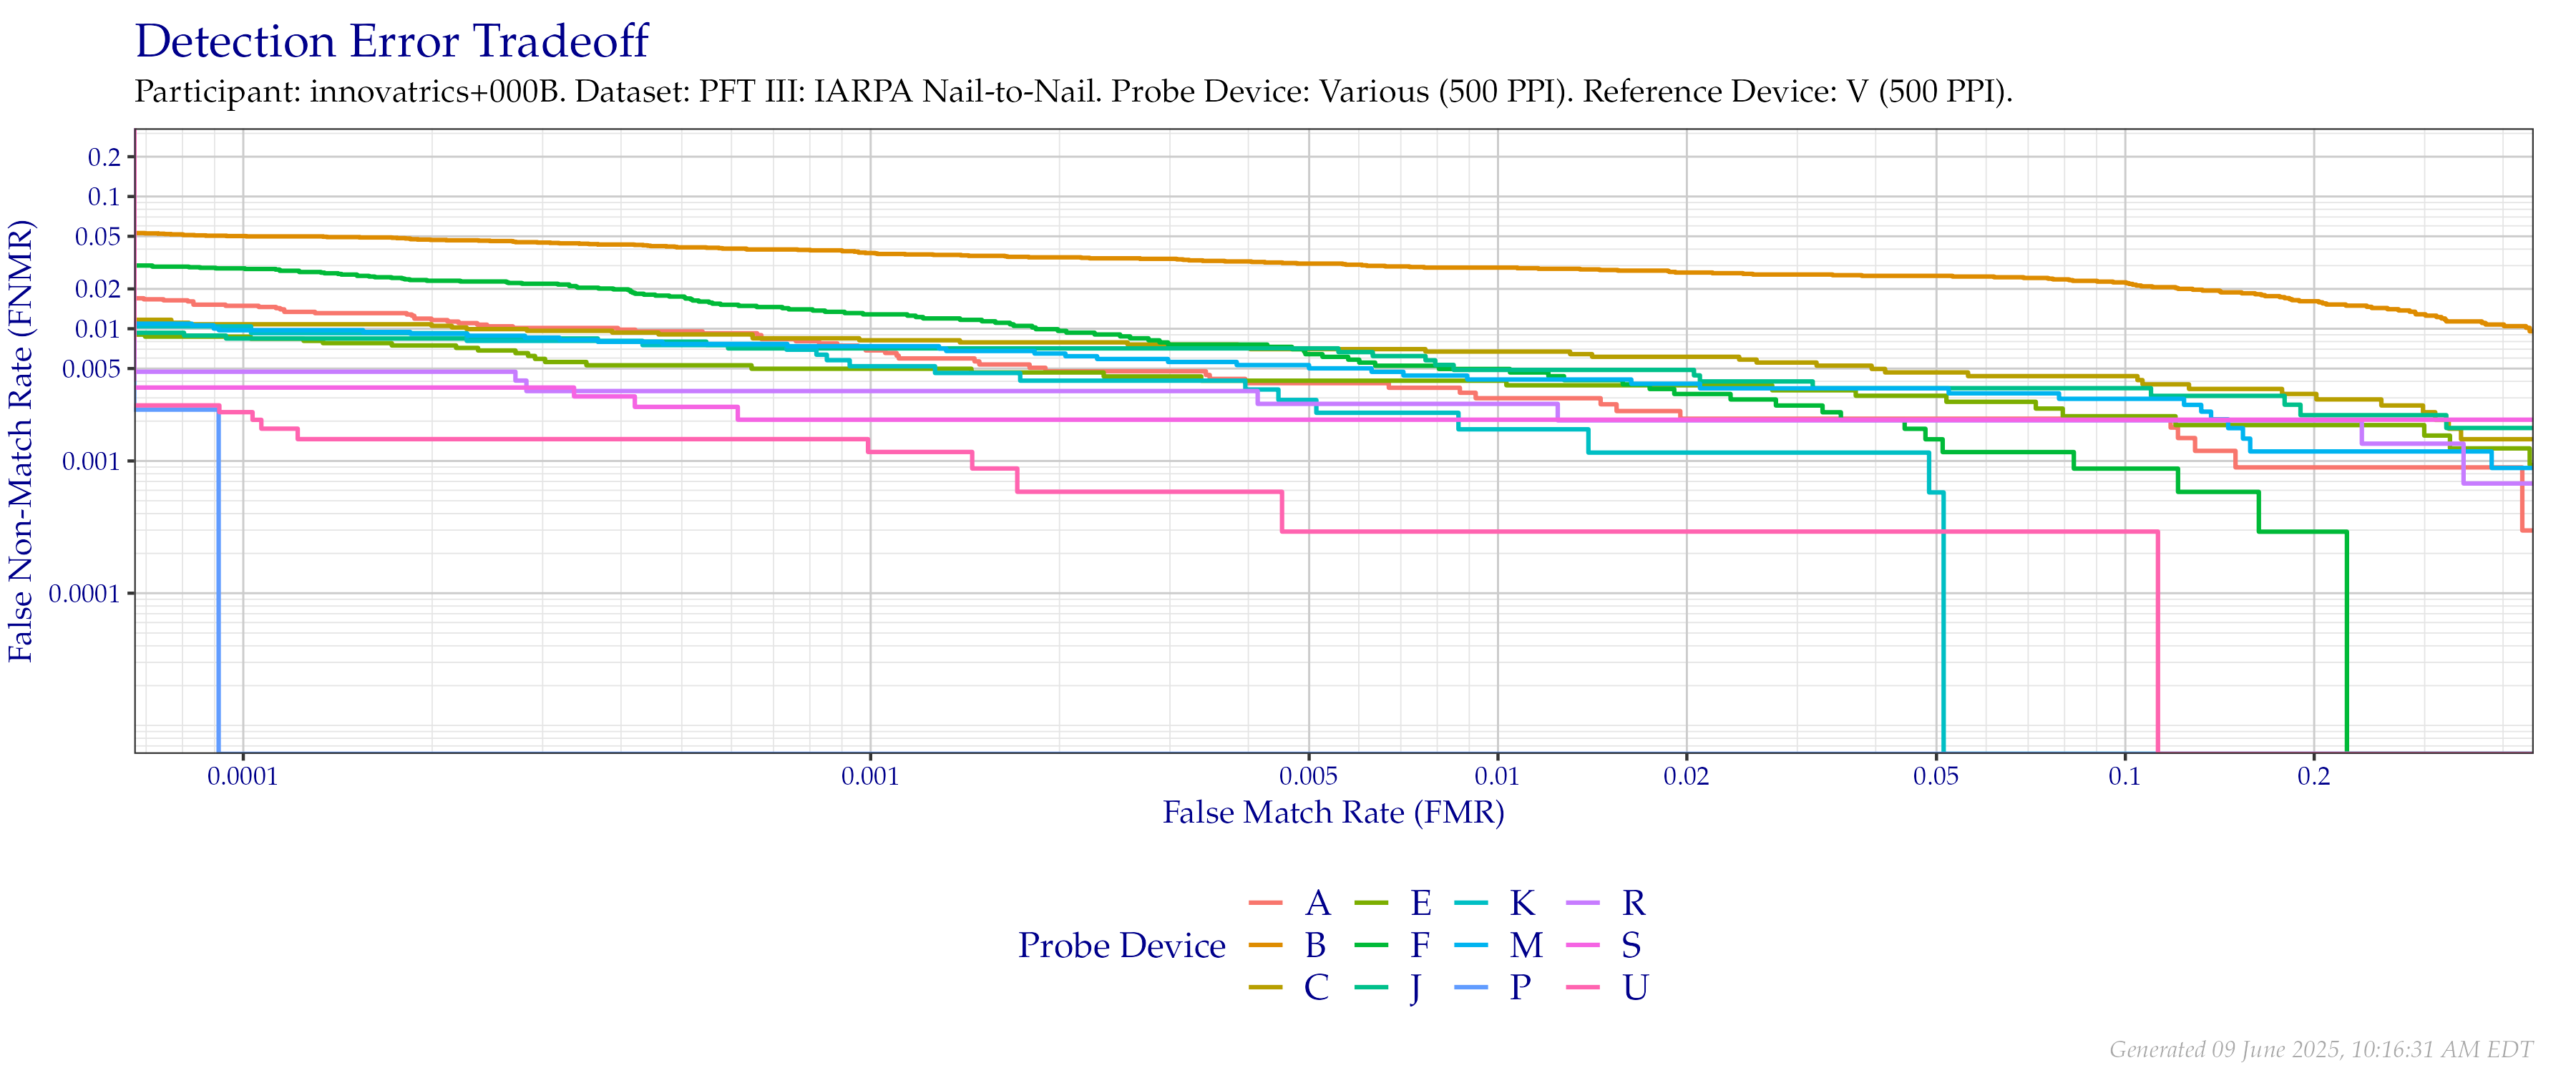 Detection Error Tradeoff
Participant: innovatrics+000B. Dataset: PFT III: IARPA Nail-to-Nail. Probe Device: Various (500 PPI). Reference Device: V (500 PPI).
False Non-Match Rate (FNMR)
0.2
0.1
0.05
0.02
0.01
0.005
0.001
0.0001
0.0001 0.001 0.005 0.01 0.02 0.05 0.1 0.2
False Match Rate (FMR)
Probe Device
A E K R
B F M S
C J P U
Generated 09 June 2025, 10:16:31 AM EDT